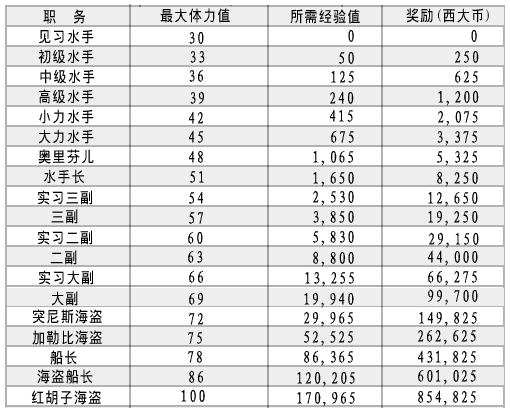 职 务 最大体力值 所需经验值 奖励(西大币)
见习水手 30 0 0
初级水手 33 50 250
中级水手 36 125 625
高级水手 39 240 1,200
小力水手 42 415 2,075
大力水手 45 675 3,375
奥里芬儿 48 1,065 5,325
水手长 51 1,650 8,250
实习三副 54 2,530 12,650
三副 57 3,850 19,250
实习二副 60 5,830 29,150
二副 63 8,800 44,000
实习大副 66 13,255 66,275
大副 69 19,940 99,700
突尼斯海盗 72 29,965 149,825
加勒比海盗 75 52,525 262,625
船长 78 86,365 431,825
海盗船长 86 120,205 601,025
红胡子海盗 100 170,965 854,825